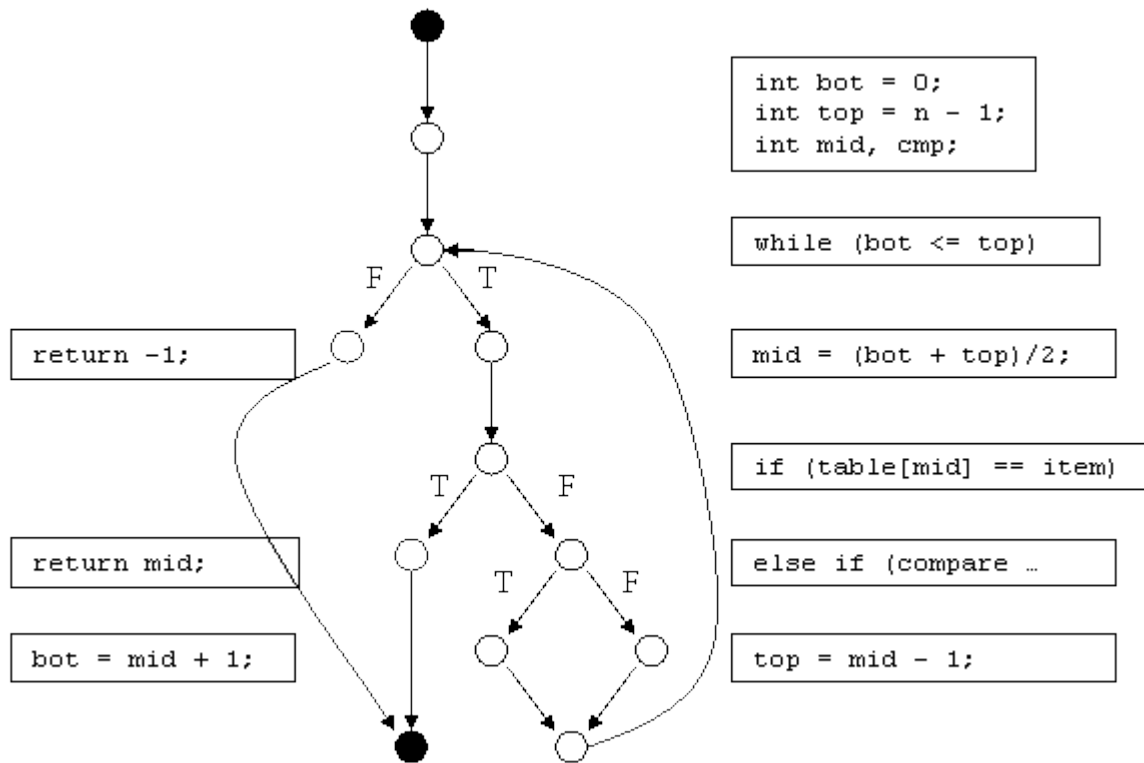 int bot = 0;
int top = n - 1;
int mid, cmp;
while (bot <= top)
F
T
return -1;
mid = (bot + top)/2;
if (table[mid] == item)
T
F
return mid;
else if (compare …
T
F
bot = mid + 1;
top = mid - 1;